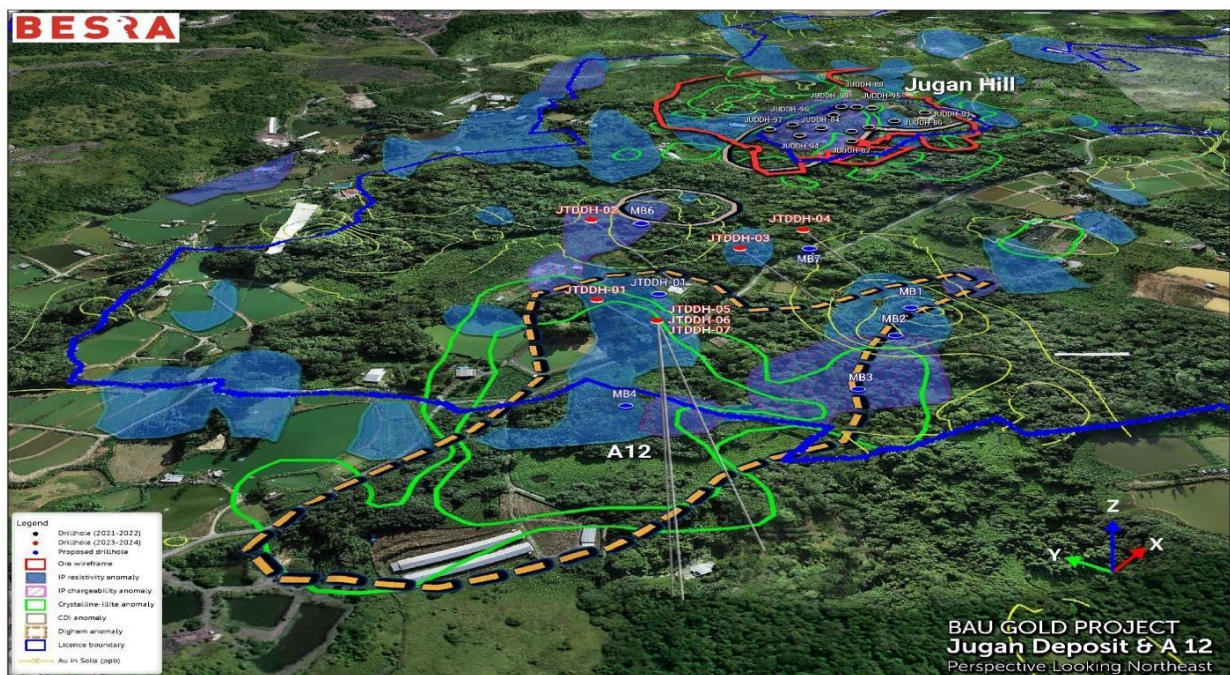 BESRA
Jugan Hill
JUDDH-88
JUDDH-98
JUDDH-95
JUDDH-96
JUDDH-93
JUDDH-97
JUDDH-84
JUDDH-86
JUDDH-94
JUDDH-82
JTDDH-02
MB6
JTDDH-04
JTDDH-03
MB7
JTDDH-01
JTDDH-01
MB1
JTDDH-05
JTDDH-06
JTDDH-07
MB2
MB3
MB4
A12
Z
Y
X
Legend
Drillhole (2021-2022)
Drillhole (2023-2024)
Proposed drillhole
Ore wireframe
IP resistivity anomaly
IP chargeability anomaly
Crystalline-illite anomaly
CDI anomaly
Dighem anomaly
Licence boundary
Au in Soils (ppb)
BAU GOLD PROJECT
Jugan Deposit & A 12
Perspective Looking Northeast